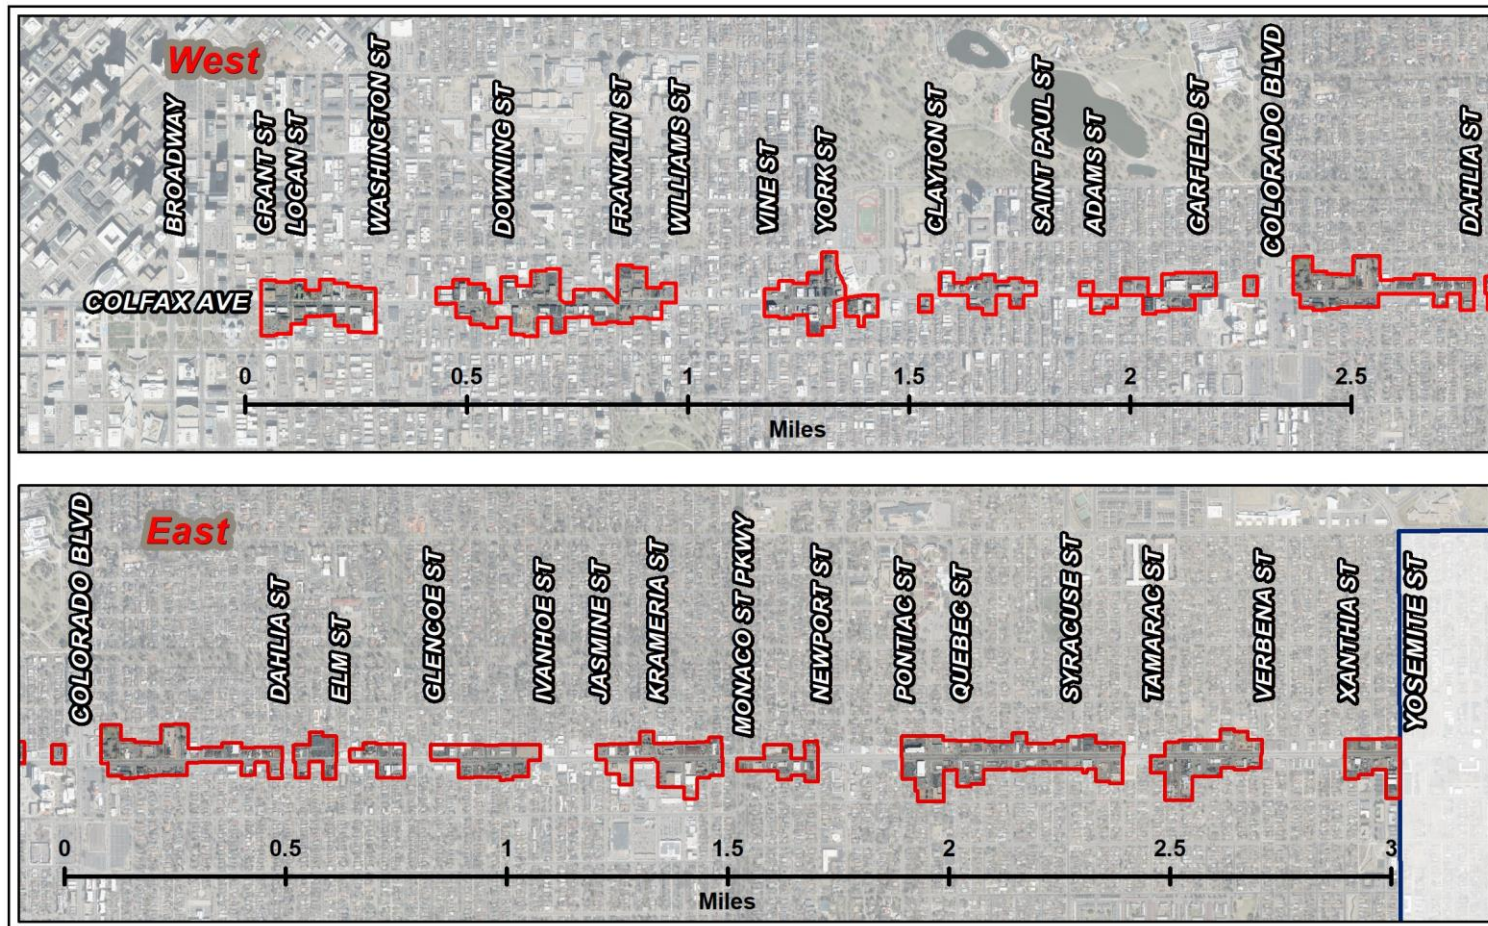 West
BROADWAY
GRANT ST
LOGAN ST
WASHINGTON ST
DOWNING ST
FRANKLIN ST
WILLIAMS ST
VINE ST
YORK ST
CLAYTON ST
SAINT PAUL ST
ADAMS ST
GARFIELD ST
COLORADO BLVD
DAHLIA ST
COLFAX AVE
0 0.5 1 1.5 2 2.5
Miles
East
COLORADO BLVD
DAHLIA ST
ELM ST
GLENCOE ST
IVANHOE ST
JASMINE ST
KRAMERIA ST
MONACO ST PKWY
NEWPORT ST
PONTIAC ST
QUEBEC ST
SYRACUSE ST
TAMARAC ST
VERBENA ST
XANTHIA ST
YOSEMITE ST
0 0.5 1 1.5 2 2.5 3
Miles